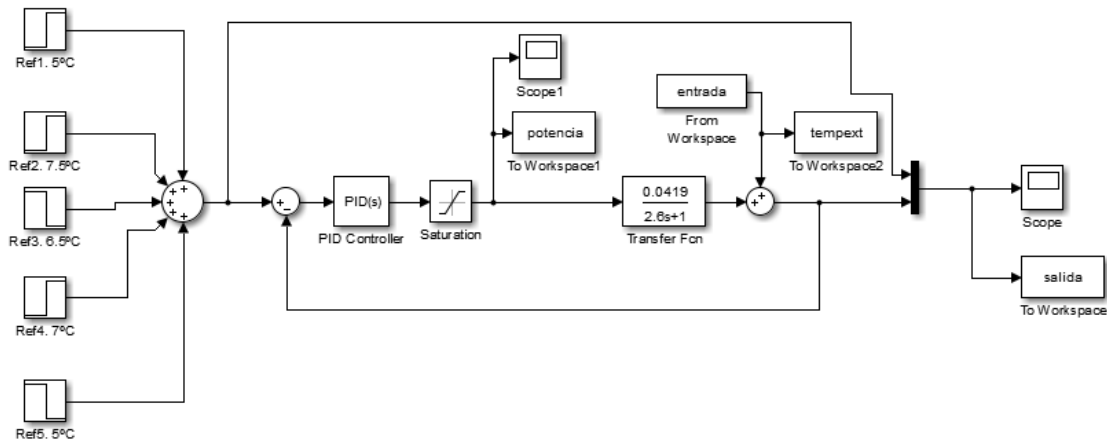 Ref1. 5ºC
Ref2. 7.5ºC
Ref3. 6.5ºC
Ref4. 7ºC
Ref5. 5ºC
+
+
+
+
+
+
−
PID(s)
PID Controller
Saturation
Scope1
potencia
To Workspace1
0.0419
2.6s+1
Transfer Fcn
entrada
From
Workspace
+
+
tempext
To Workspace2
Scope
salida
To Workspace